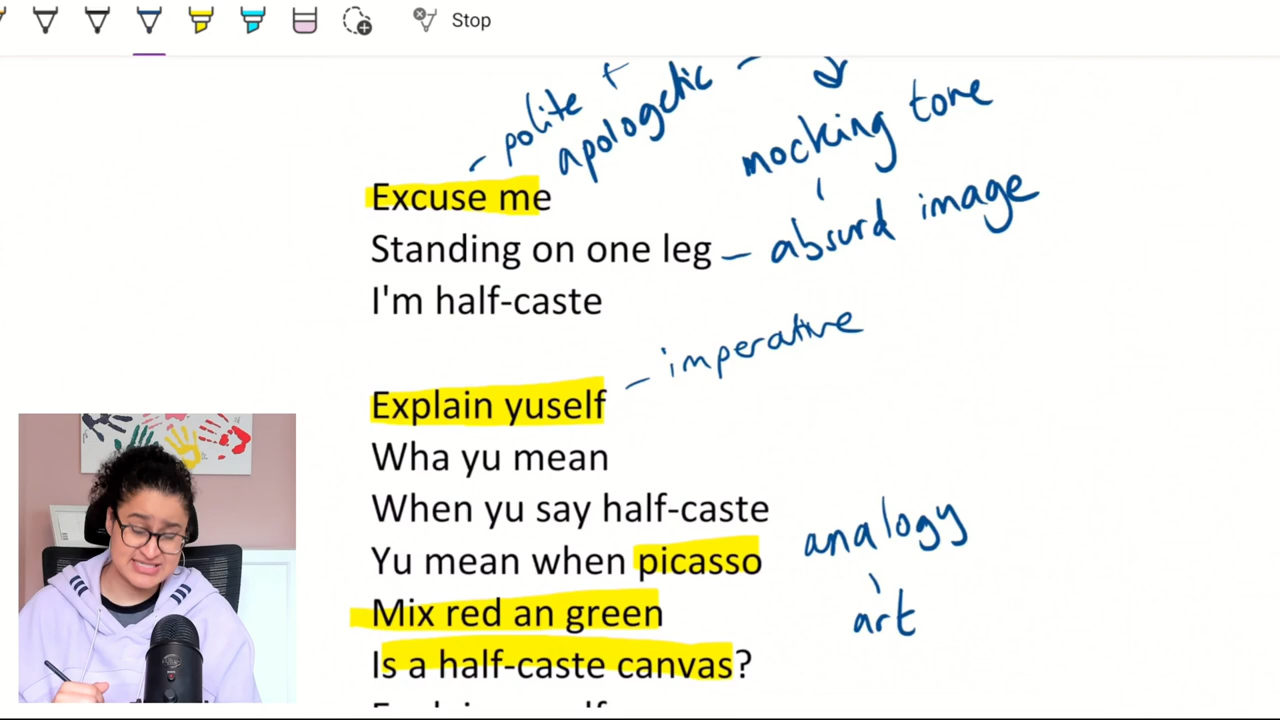 Stop
polite +
apologetic -
mocking tone
Excuse me
absurd image
Standing on one leg -
I'm half-caste
- imperative
Explain yuself
Wha yu mean
When yu say half-caste
analogy
Yu mean when picasso
art
Mix red an green
Is a half-caste canvas?